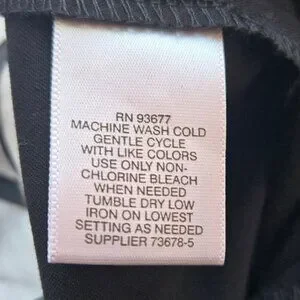 RN 93677
MACHINE WASH COLD
GENTLE CYCLE
WITH LIKE COLORS
USE ONLY NON-
CHLORINE BLEACH
WHEN NEEDED
TUMBLE DRY LOW
IRON ON LOWEST
SETTING AS NEEDED
SUPPLIER 73678-5